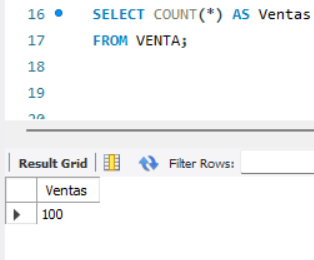 16 SELECT COUNT(*) AS Ventas
17 FROM VENTA;
18
19
20
Result Grid Filter Rows:
Ventas
100